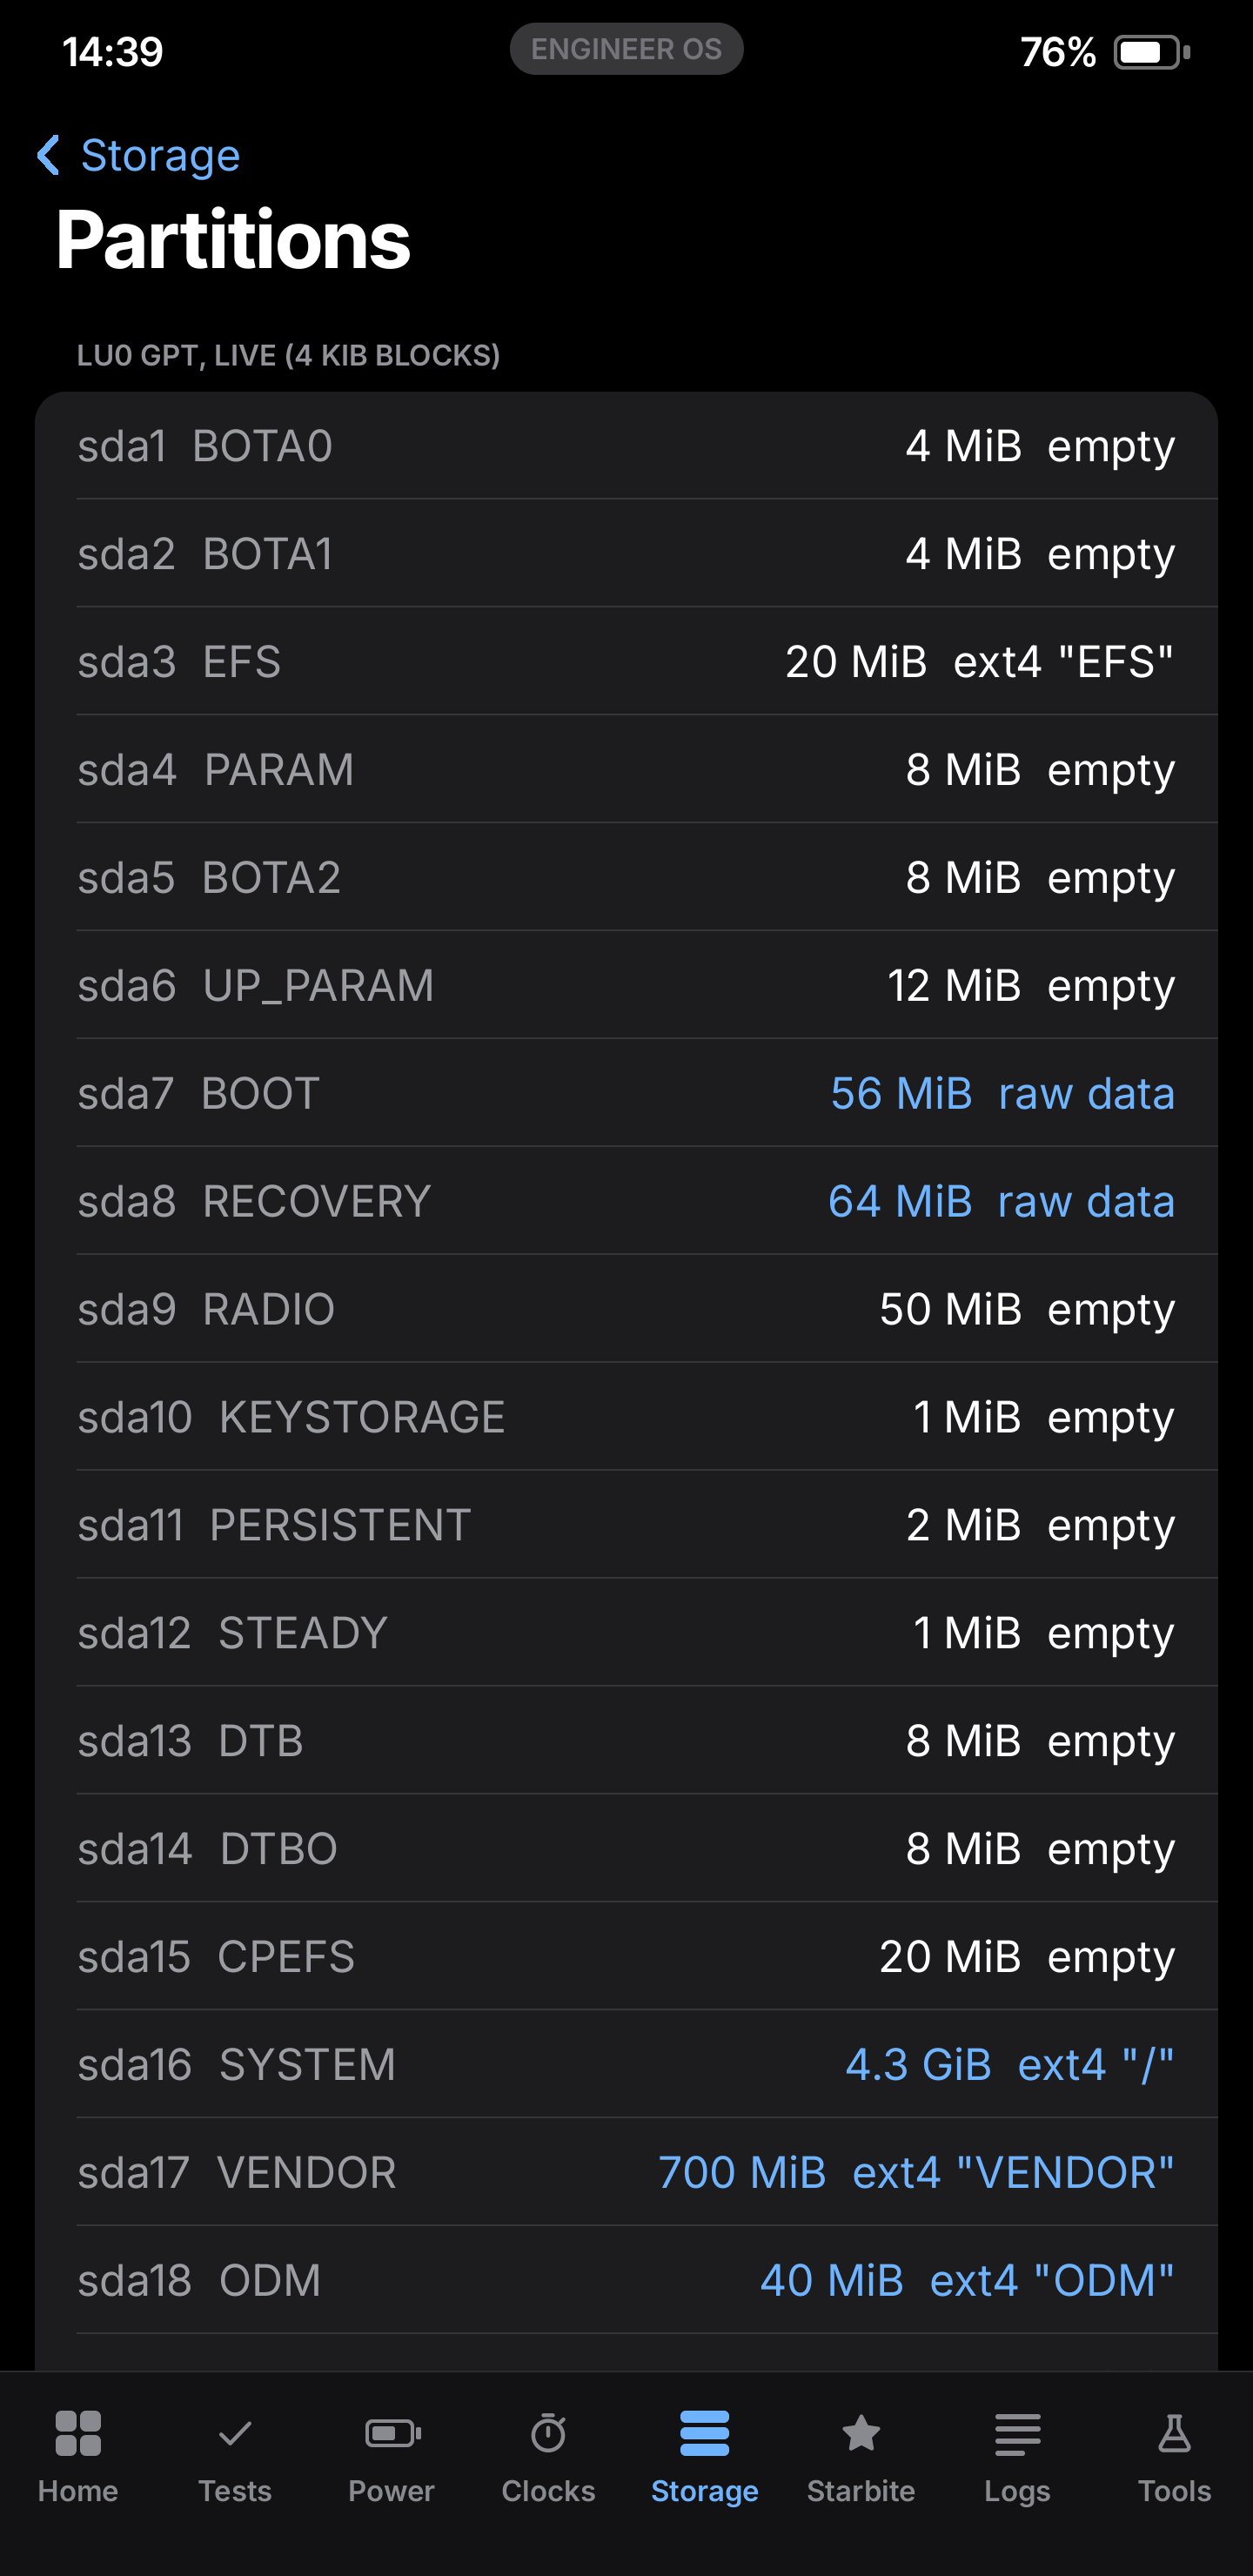 14:39 ENGINEER OS 76%
Storage
Partitions
LU0 GPT, LIVE (4 KIB BLOCKS)
sda1 BOTA0 4 MiB empty
sda2 BOTA1 4 MiB empty
sda3 EFS 20 MiB ext4 "EFS"
sda4 PARAM 8 MiB empty
sda5 BOTA2 8 MiB empty
sda6 UP_PARAM 12 MiB empty
sda7 BOOT 56 MiB raw data
sda8 RECOVERY 64 MiB raw data
sda9 RADIO 50 MiB empty
sda10 KEYSTORAGE 1 MiB empty
sda11 PERSISTENT 2 MiB empty
sda12 STEADY 1 MiB empty
sda13 DTB 8 MiB empty
sda14 DTBO 8 MiB empty
sda15 CPEFS 20 MiB empty
sda16 SYSTEM 4.3 GiB ext4 "/"
sda17 VENDOR 700 MiB ext4 "VENDOR"
sda18 ODM 40 MiB ext4 "ODM"
Home Tests Power Clocks Storage Starbite Logs Tools